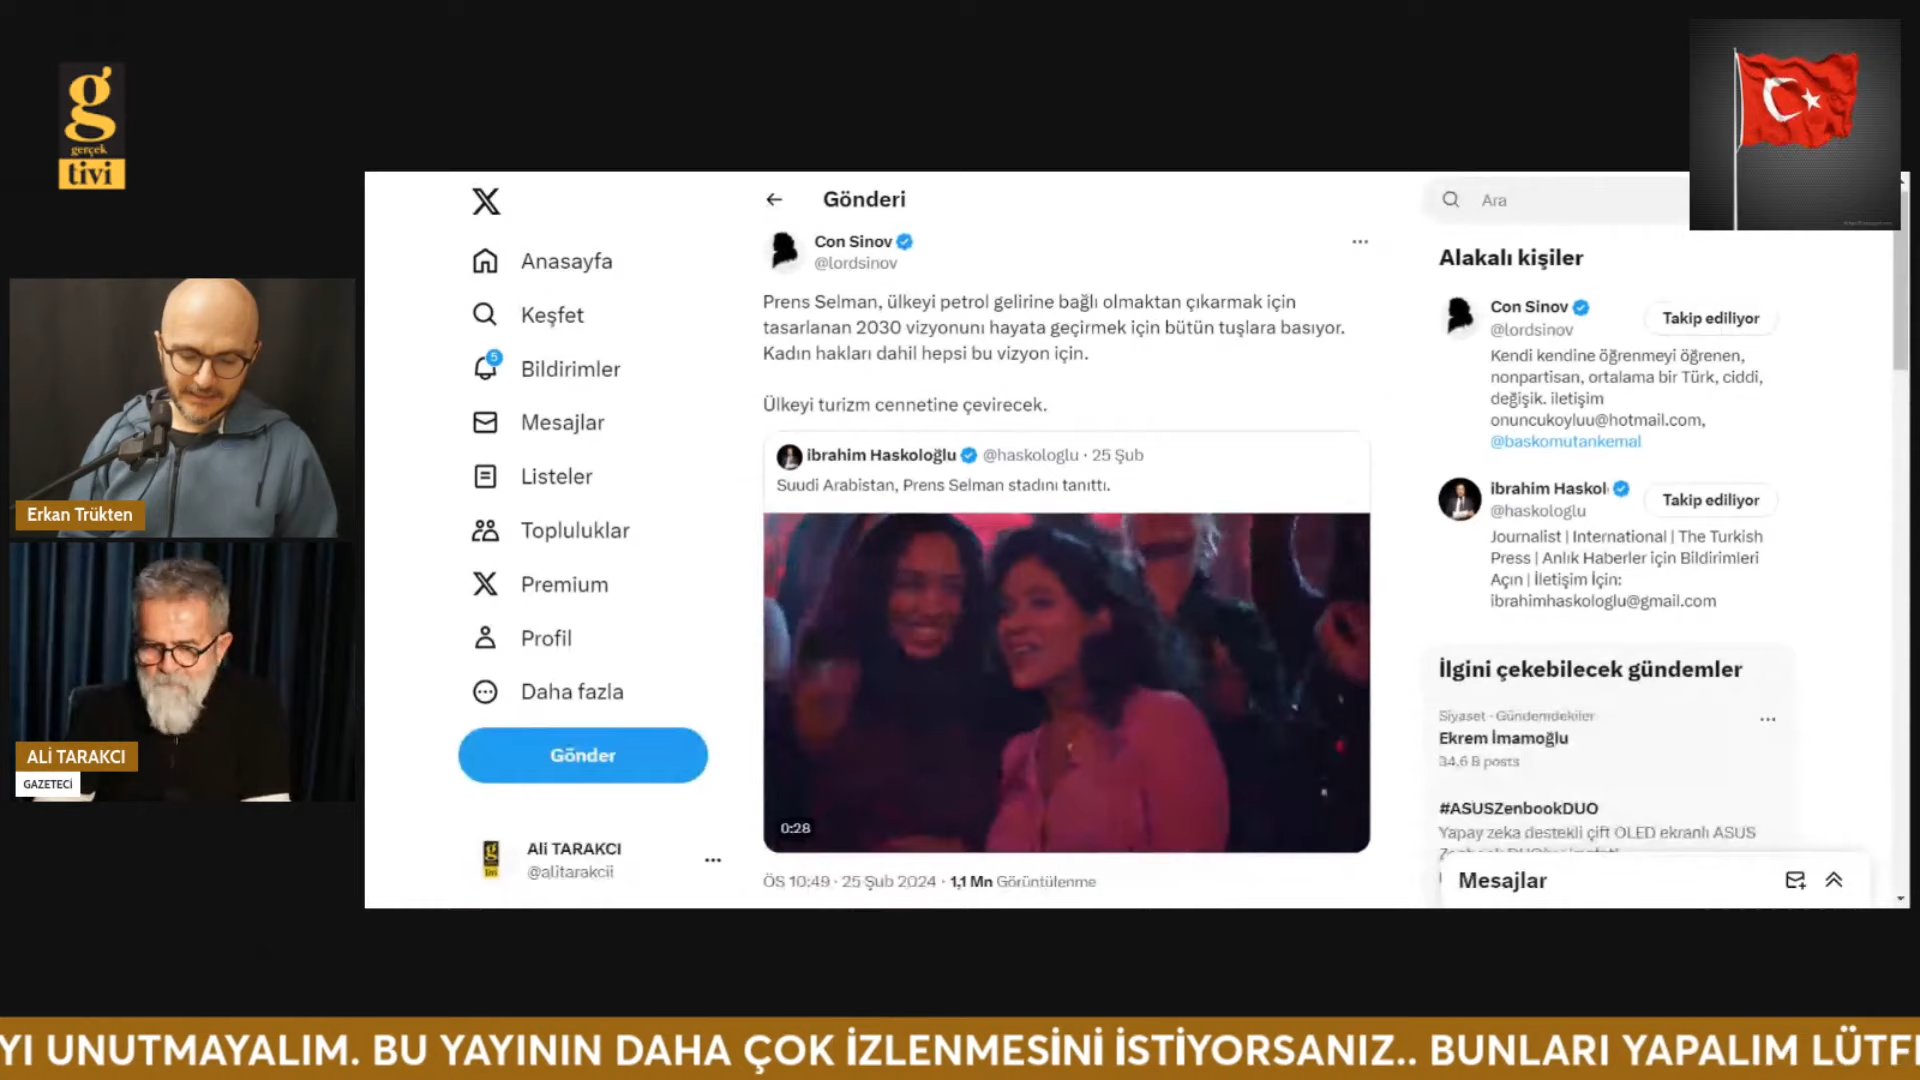 g
gerçek
tivi
Erkan Trükten
ALİ TARAKCI
GAZETECİ
Anasayfa
Keşfet
5
Bildirimler
Mesajlar
Listeler
Topluluklar
Premium
Profil
Daha fazla
Gönder
Ali TARAKCI
@alitarakcii
Gönderi
Con Sinov
@lordsinov
Prens Selman, ülkeyi petrol gelirine bağlı olmaktan çıkarmak için
tasarlanan 2030 vizyonunu hayata geçirmek için bütün tuşlara basıyor.
Kadın hakları dahil hepsi bu vizyon için.
Ülkeyi turizm cennetine çevirecek.
ibrahim Haskoloğlu @haskologlu · 25 Şub
Suudi Arabistan, Prens Selman stadını tanıttı.
0:28
ÖS 10:49 · 25 Şub 2024 · 1,1 Mn Görüntülenme
Ara
Alakalı kişiler
Con Sinov
@lordsinov
Takip ediliyor
Kendi kendine öğrenmeyi öğrenen,
nonpartisan, ortalama bir Türk, ciddi,
değişik. iletişim
onuncukoyluu@hotmail.com,
@baskomutankemal
ibrahim Haskol
@haskologlu
Takip ediliyor
Journalist | International | The Turkish
Press | Anlık Haberler için Bildirimleri
Açın | İletişim İçin:
ibrahimhaskologlu@gmail.com
İlgini çekebilecek gündemler
Siyaset · Gündemdekiler
Ekrem İmamoğlu
34,6 B posts
#ASUSZenbookDUO
Yapay zeka destekli çift OLED ekranlı ASUS
Mesajlar
YI UNUTMAYALIM. BU YAYININ DAHA ÇOK İZLENMESİNİ İSTİYORSANIZ.. BUNLARI YAPALIM LÜTF